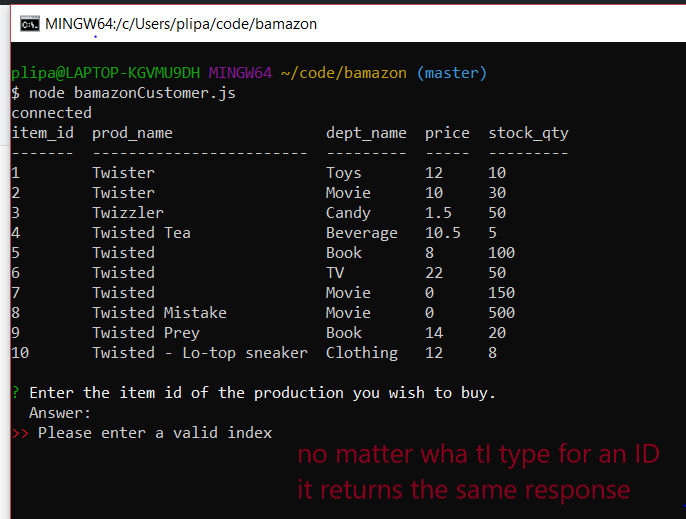 MINGW64:/c/Users/plipa/code/bamazon
plipa@LAPTOP-KGVMU9DH MINGW64 ~/code/bamazon (master)
$ node bamazonCustomer.js
connected
item_id  prod_name                 dept_name  price  stock_qty
-------  ------------------------  ---------  -----  ---------
1        Twister                   Toys       12     10
2        Twister                   Movie      10     30
3        Twizzler                  Candy      1.5    50
4        Twisted Tea               Beverage   10.5   5
5        Twisted                   Book       8      100
6        Twisted                   TV         22     50
7        Twisted                   Movie      0      150
8        Twisted Mistake           Movie      0      500
9        Twisted Prey              Book       14     20
10       Twisted - Lo-top sneaker  Clothing   12     8
? Enter the item id of the production you wish to buy.
Answer:
>> Please enter a valid index
no matter wha tI type for an ID
it returns the same response